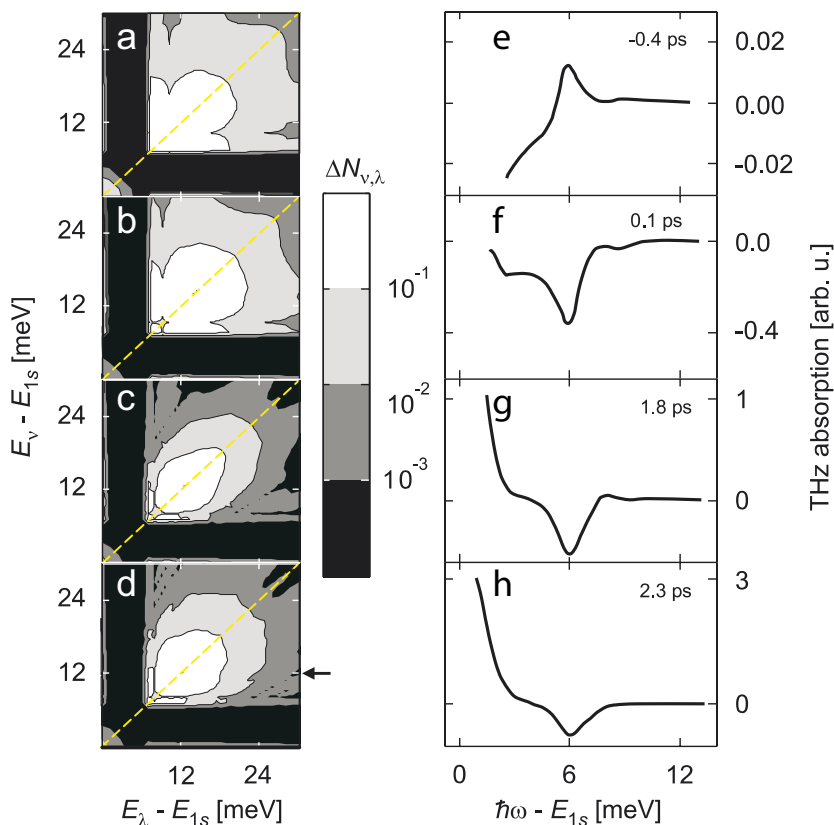 a
24
12
b
24
12
c
24
12
d
24
12
12 24
E_λ - E_1s [meV]
E_ν - E_1s [meV]
ΔN_ν,λ
10^-1
10^-2
10^-3
e
-0.4 ps
0.02
0.00
-0.02
f
0.1 ps
0.0
-0.4
g
1.8 ps
1
0
h
2.3 ps
3
0
0 6 12
ħω - E_1s [meV]
THz absorption [arb. u.]